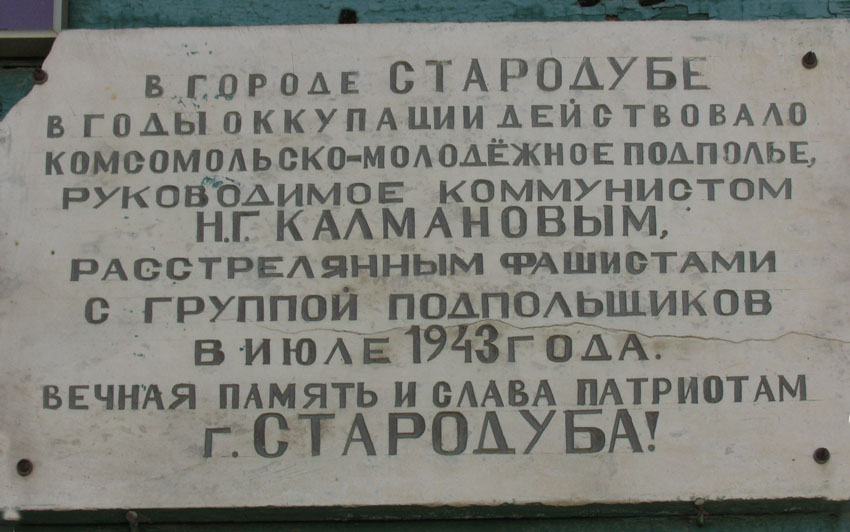 В ГОРОДЕ СТАРОДУБЕ
В ГОДЫ ОККУПАЦИИ ДЕЙСТВОВАЛО
КОМСОМОЛЬСКО-МОЛОДЁЖНОЕ ПОДПОЛЬЕ,
РУКОВОДИМОЕ КОММУНИСТОМ
Н.Г. КАЛМАНОВЫМ,
РАССТРЕЛЯННЫМ ФАШИСТАМИ
С ГРУППОЙ ПОДПОЛЬЩИКОВ
В ИЮЛЕ 1943 ГОДА.
ВЕЧНАЯ ПАМЯТЬ И СЛАВА ПАТРИОТАМ
г. СТАРОДУБА!